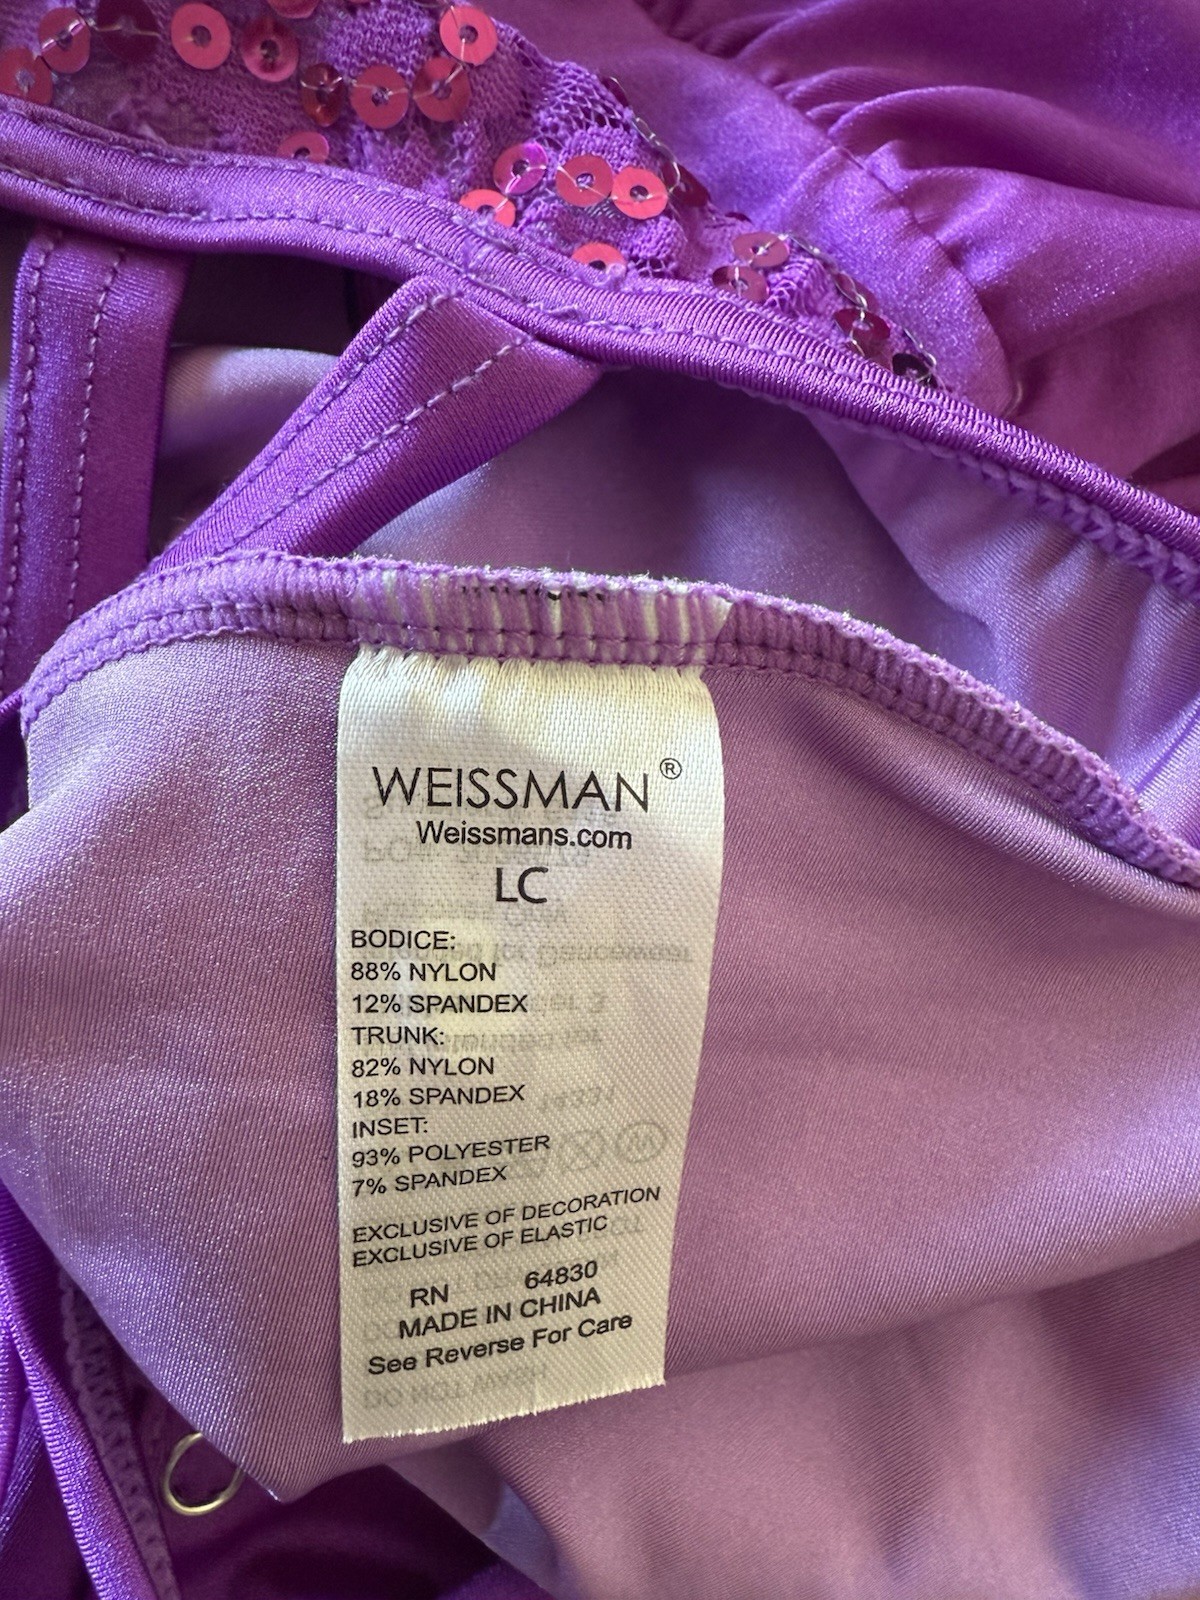 WEISSMAN®
Weissmans.com
LC
BODICE:
88% NYLON
12% SPANDEX
TRUNK:
82% NYLON
18% SPANDEX
INSET:
93% POLYESTER
7% SPANDEX
EXCLUSIVE OF DECORATION
EXCLUSIVE OF ELASTIC
RN 64830
MADE IN CHINA
See Reverse For Care